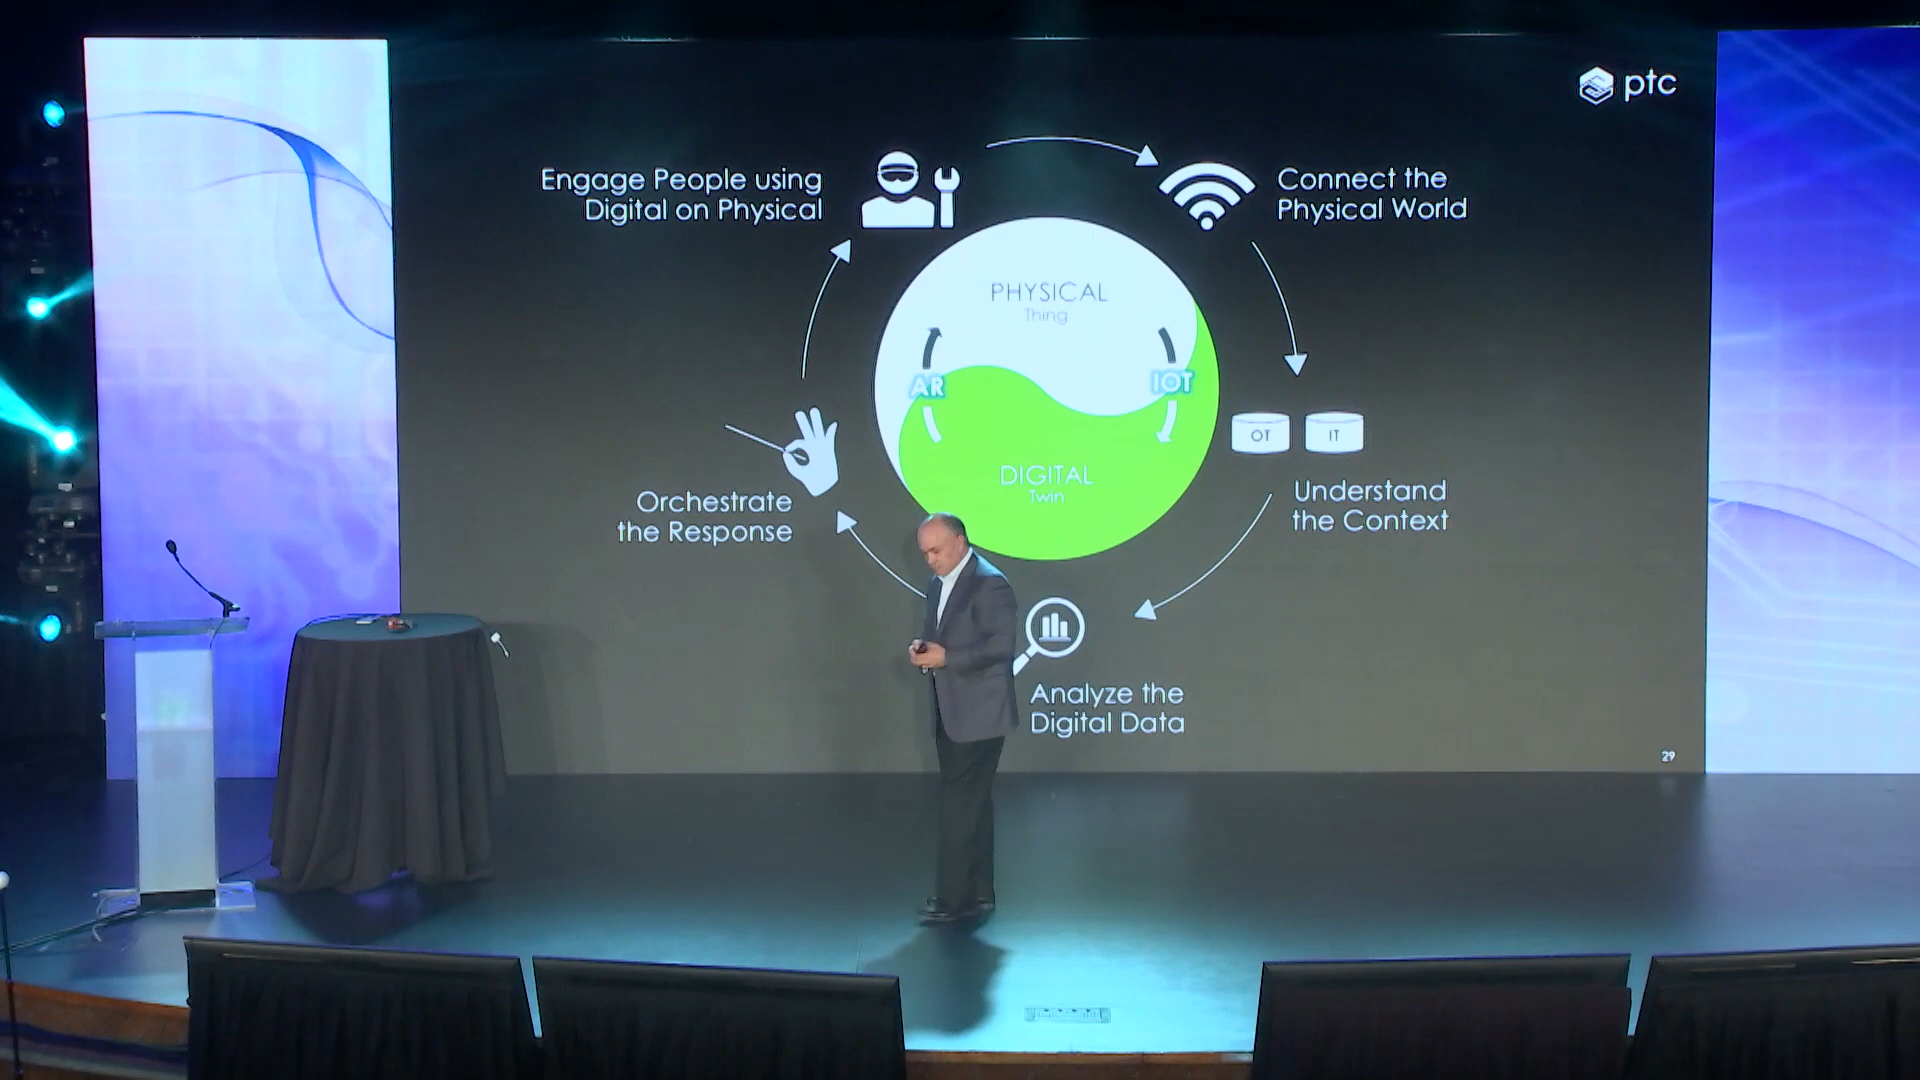 ptc
Engage People using
Digital on Physical
Connect the
Physical World
PHYSICAL
Thing
AR
IOT
OT
IT
DIGITAL
Twin
Orchestrate
the Response
Understand
the Context
Analyze the
Digital Data
29